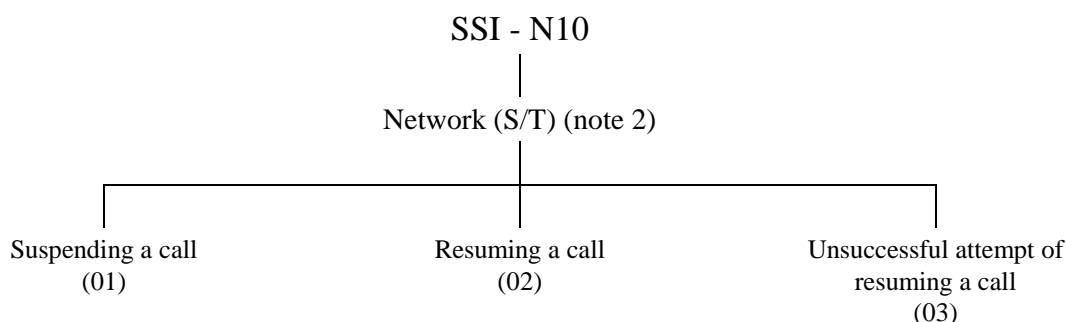 SSI - N10
Network (S/T) (note 2)
Suspending a call
(01)
Resuming a call
(02)
Unsuccessful attempt of
resuming a call
(03)